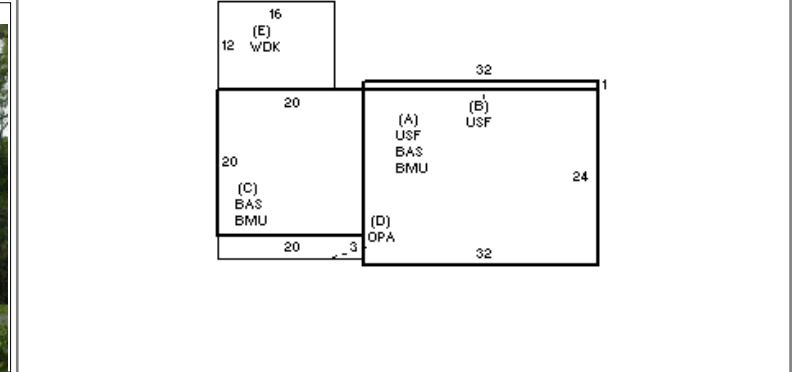 16
(E)
12 WDK
32
1
20
(B)
USF
(A)
USF
BAS
BMU
20
24
(C)
BAS
BMU
(D)
OPA
20
3
32